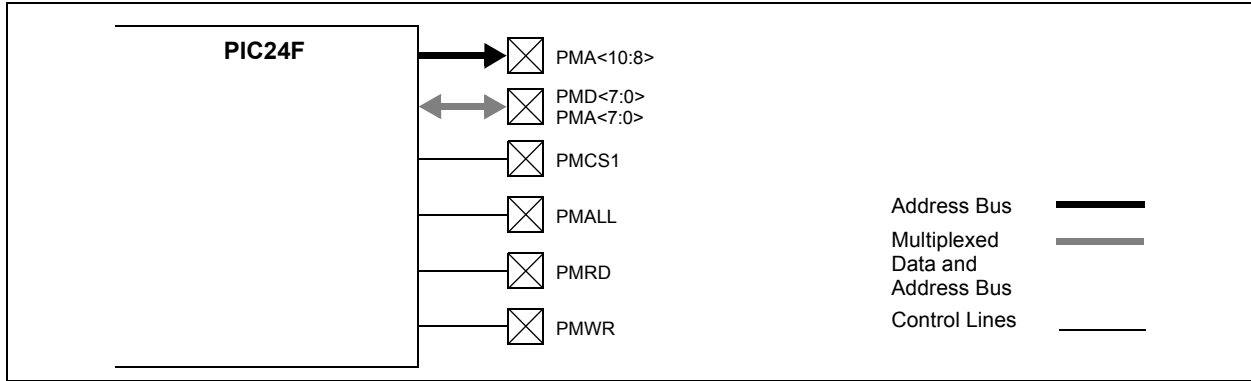 PIC24F
PMA<10:8>
PMD<7:0>
PMA<7:0>
PMCS1
PMALL
PMRD
PMWR
Address Bus
Multiplexed
Data and
Address Bus
Control Lines